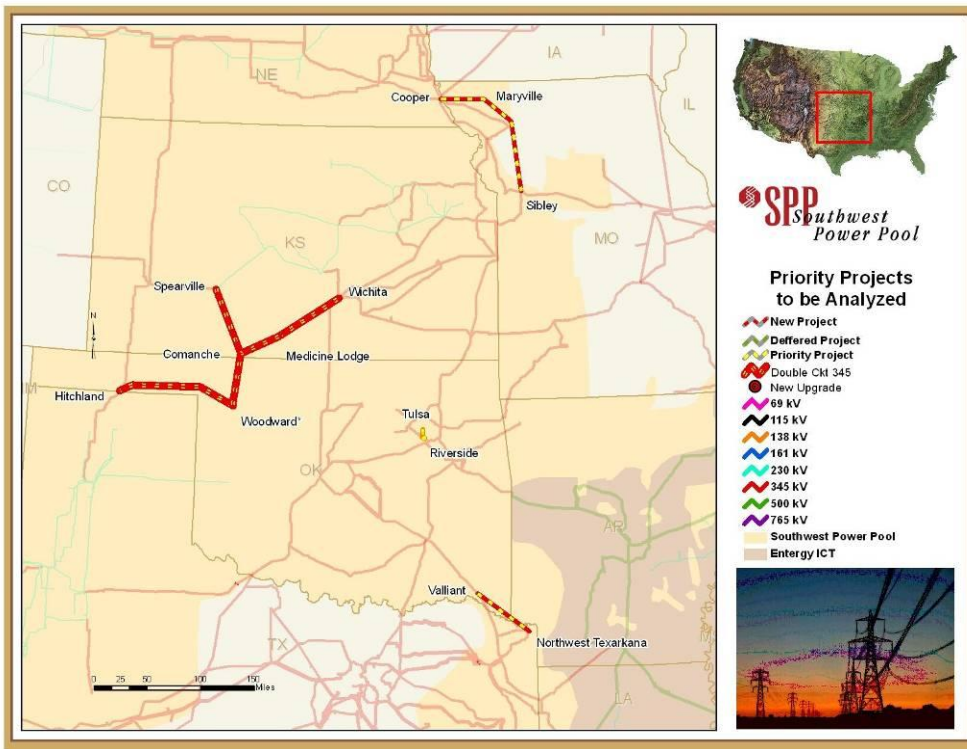 NE
IA
IL
Cooper
Maryville
CO
Sibley
KS
MO
Spearville
Wichita
N
Comanche
Medicine Lodge
Hitchland
Woodward*
Tulsa
OK
Riverside
AR
Valliant
Northwest Texarkana
TX
LA
0 25 50 100 150
Miles
SPP
Southwest
Power Pool
Priority Projects
to be Analyzed
New Project
Deffered Project
Priority Project
Double Ckt 345
New Upgrade
69 kV
115 kV
138 kV
161 kV
230 kV
345 kV
500 kV
765 kV
Southwest Power Pool
Entergy ICT